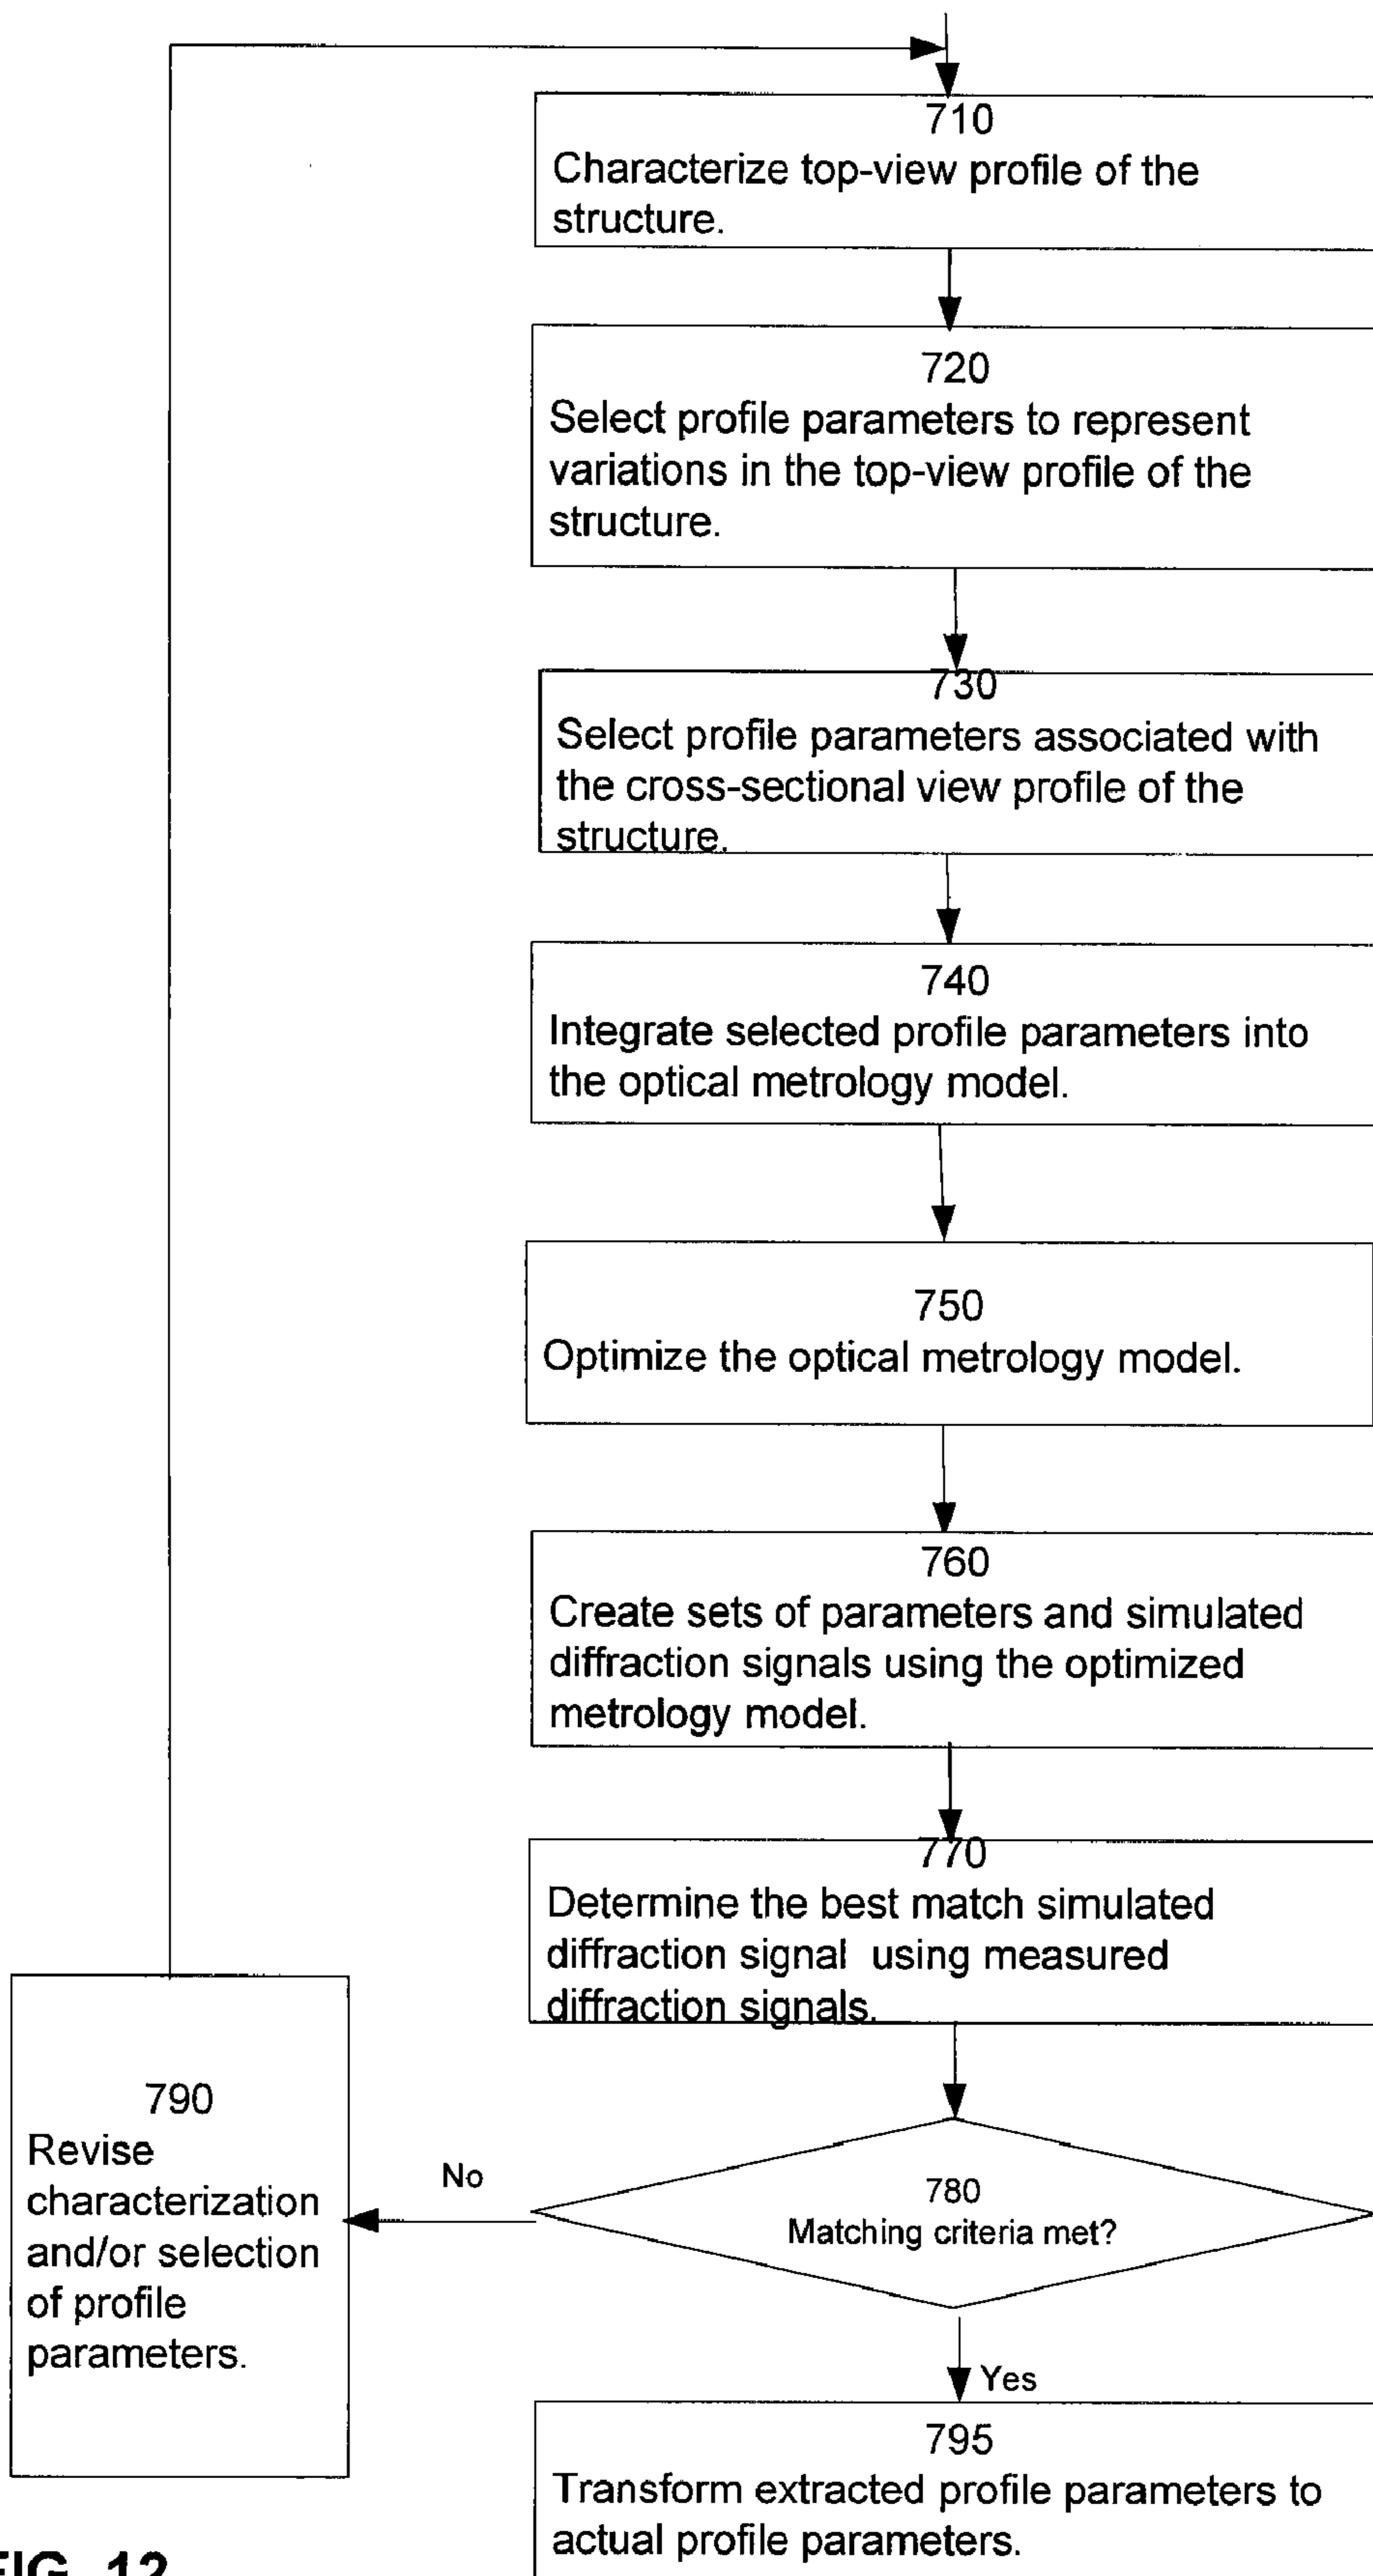 710
Characterize top-view profile of the
structure.
720
Select profile parameters to represent
variations in the top-view profile of the
structure.
730
Select profile parameters associated with
the cross-sectional view profile of the
structure.
740
Integrate selected profile parameters into
the optical metrology model.
750
Optimize the optical metrology model.
760
Create sets of parameters and simulated
diffraction signals using the optimized
metrology model.
770
Determine the best match simulated
diffraction signal using measured
diffraction signals.
780
Matching criteria met?
No
790
Revise
characterization
and/or selection
of profile
parameters.
Yes
795
Transform extracted profile parameters to
actual profile parameters.
FIG. 12